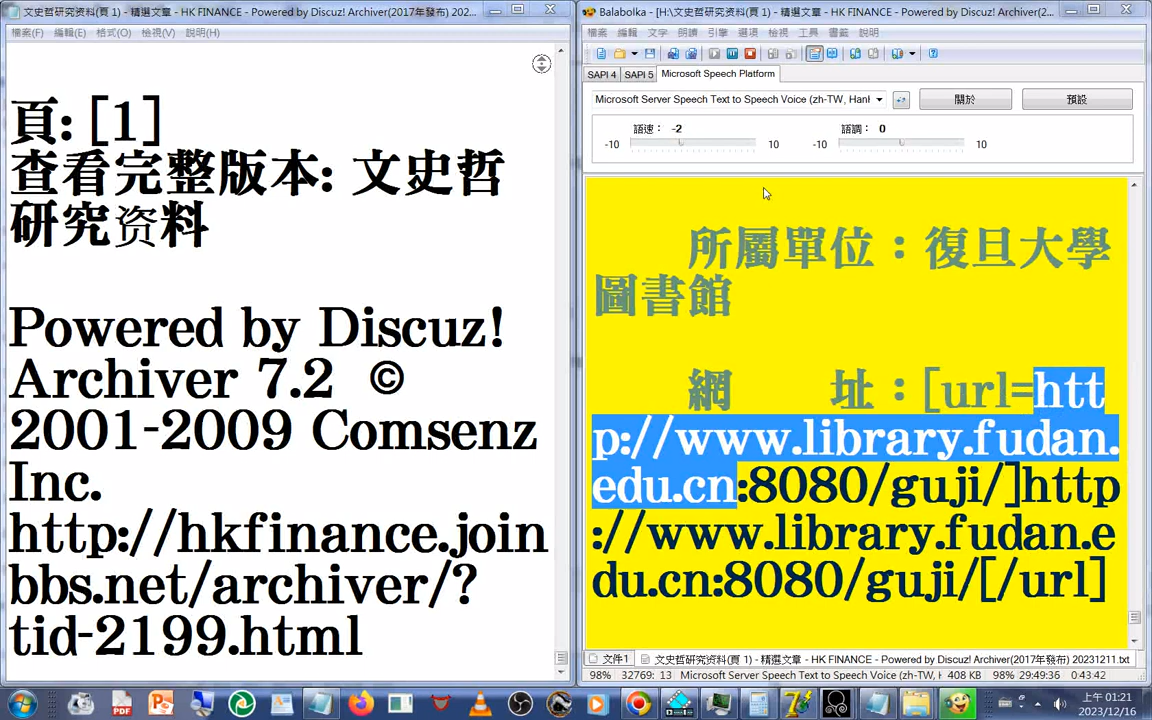 文史哲研究资料(頁 1) - 精選文章 - HK FINANCE - Powered by Discuz! Archiver(2017年發布) 202...
檔案(F) 編輯(E) 格式(O) 檢視(V) 說明(H)
頁: [1]
查看完整版本: 文史哲
研究资料
Powered by Discuz!
Archiver 7.2 ©
2001-2009 Comsenz
Inc.
http://hkfinance.join
bbs.net/archiver/?
tid-2199.html
Balabolka - [H:\文史哲研究资料(頁 1) - 精選文章 - HK FINANCE - Powered by Discuz! Archiver(2...
檔案 編輯 文字 朗讀 引擎 選項 檢視 工具 書籤 說明
SAPI 4 SAPI 5 Microsoft Speech Platform
Microsoft Server Speech Text to Speech Voice (zh-TW, Hanl 關於 預設
語速： -2 語調： 0
-10 10 -10 10
所屬單位：復旦大學
圖書館
網　　址：[url=htt
p://www.library.fudan.
edu.cn:8080/guji/]http
://www.library.fudan.e
du.cn:8080/guji/[/url]
文件1 文史哲研究资料(頁 1) - 精選文章 - HK FINANCE - Powered by Discuz! Archiver(2017年發布) 20231211.txt
98% 32769: 13 Microsoft Server Speech Text to Speech Voice (zh-TW, Han 408 KB 98% 29:49:36 0:43:42
PDF
上午 01:21
2023/12/16